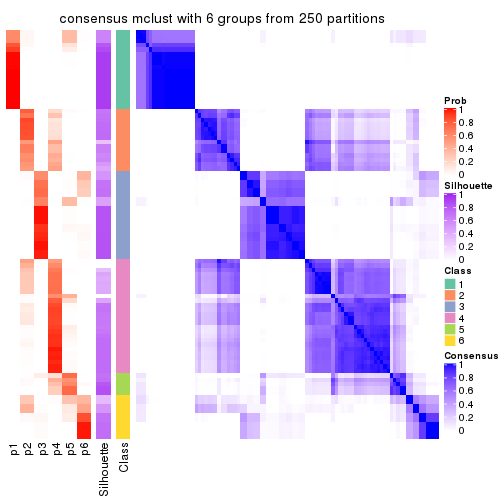 consensus mclust with 6 groups from 250 partitions
Prob
1
0.8
0.6
0.4
0.2
0
Silhouette
1
0.8
0.6
0.4
0.2
0
Class
1
2
3
4
5
6
Consensus
1
0.8
0.6
0.4
0.2
0
p1
p2
p3
p4
p5
p6
Silhouette
Class